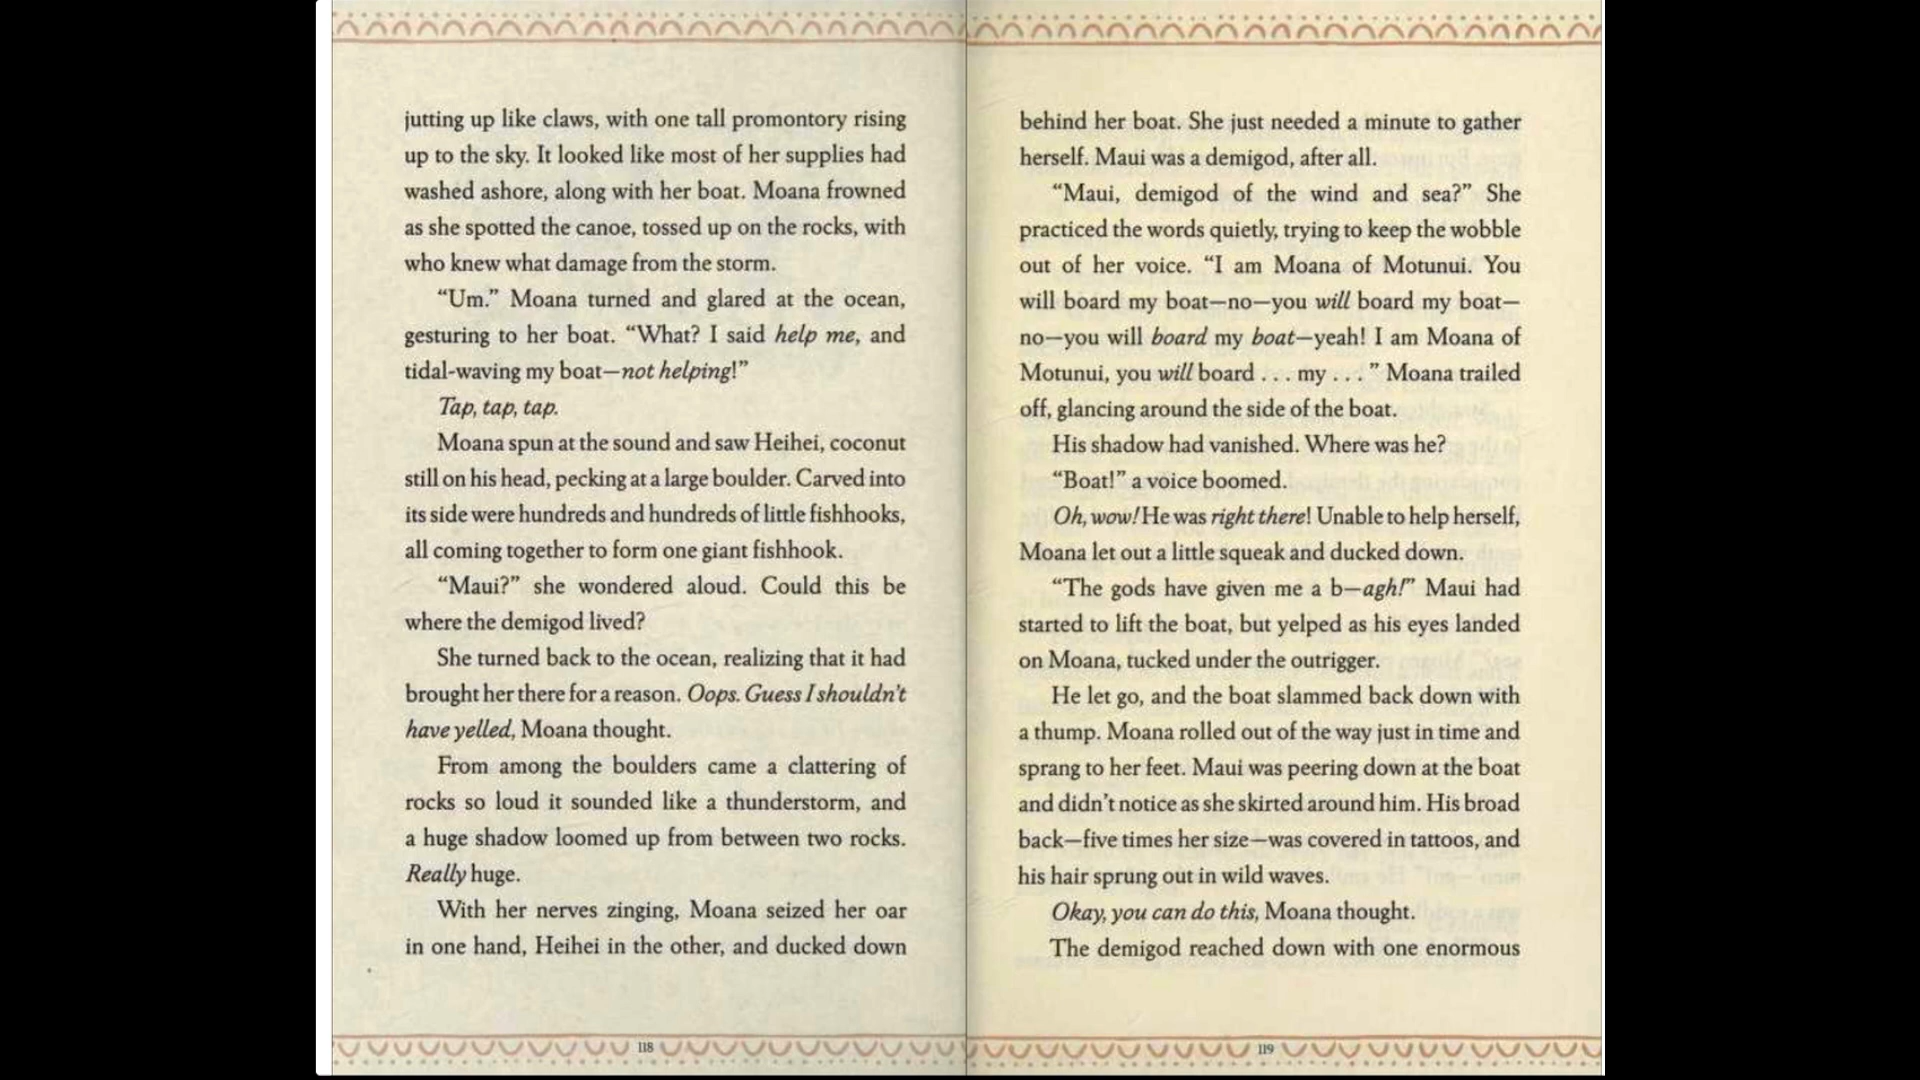 jutting up like claws, with one tall promontory rising
up to the sky. It looked like most of her supplies had
washed ashore, along with her boat. Moana frowned
as she spotted the canoe, tossed up on the rocks, with
who knew what damage from the storm.
“Um.” Moana turned and glared at the ocean,
gesturing to her boat. “What? I said help me, and
tidal-waving my boat—not helping!”
Tap, tap, tap.
Moana spun at the sound and saw Heihei, coconut
still on his head, pecking at a large boulder. Carved into
its side were hundreds and hundreds of little fishhooks,
all coming together to form one giant fishhook.
“Maui?” she wondered aloud. Could this be
where the demigod lived?
She turned back to the ocean, realizing that it had
brought her there for a reason. Oops. Guess I shouldn’t
have yelled, Moana thought.
From among the boulders came a clattering of
rocks so loud it sounded like a thunderstorm, and
a huge shadow loomed up from between two rocks.
Really huge.
With her nerves zinging, Moana seized her oar
in one hand, Heihei in the other, and ducked down
118
behind her boat. She just needed a minute to gather
herself. Maui was a demigod, after all.
“Maui, demigod of the wind and sea?” She
practiced the words quietly, trying to keep the wobble
out of her voice. “I am Moana of Motunui. You
will board my boat—no—you will board my boat—
no—you will board my boat—yeah! I am Moana of
Motunui, you will board . . . my . . . ” Moana trailed
off, glancing around the side of the boat.
His shadow had vanished. Where was he?
“Boat!” a voice boomed.
Oh, wow! He was right there! Unable to help herself,
Moana let out a little squeak and ducked down.
“The gods have given me a b—agh!” Maui had
started to lift the boat, but yelped as his eyes landed
on Moana, tucked under the outrigger.
He let go, and the boat slammed back down with
a thump. Moana rolled out of the way just in time and
sprang to her feet. Maui was peering down at the boat
and didn’t notice as she skirted around him. His broad
back—five times her size—was covered in tattoos, and
his hair sprung out in wild waves.
Okay, you can do this, Moana thought.
The demigod reached down with one enormous
119